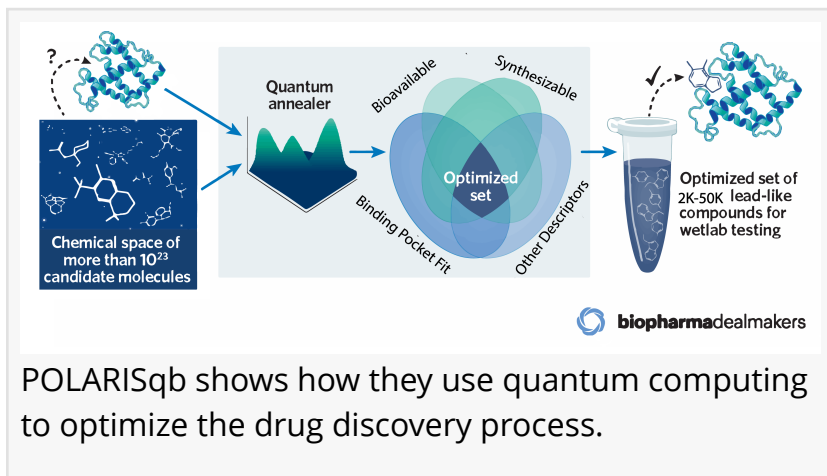 ?
Chemical space of
more than 10²³
candidate molecules
Quantum
annealer
Bioavailable
Synthesizable
Binding Pocket Fit
Other Descriptors
Optimized
set
✓
Optimized set of
2K-50K lead-like
compounds for
wetlab testing
biopharmadealmakers
POLARISqb shows how they use quantum computing
to optimize the drug discovery process.